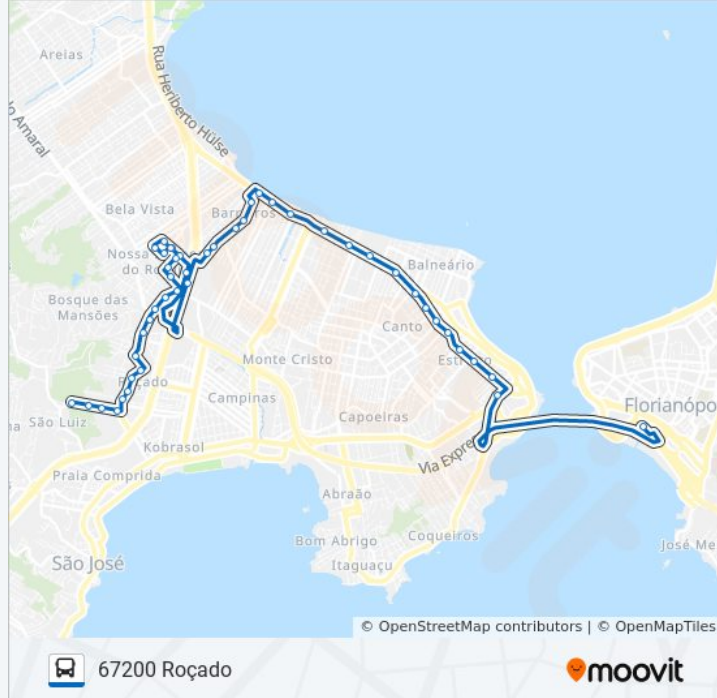 Areias
Rua Heriberto Hülse
do Amaral
Bela Vista
Barreiros
Nossa
do Ro
Bosque das
Mansões
Balneário
Canto
Monte Cristo
Estreito
Roçado
Campinas
Florianópo
São Luiz
Capoeiras
Kobrasol
Via Expre
Praia Comprida
Abraão
Bom Abrigo
Coqueiros
Itaguaçu
José Me
São José
© OpenStreetMap contributors | © OpenMapTiles
67200 Roçado
moovit